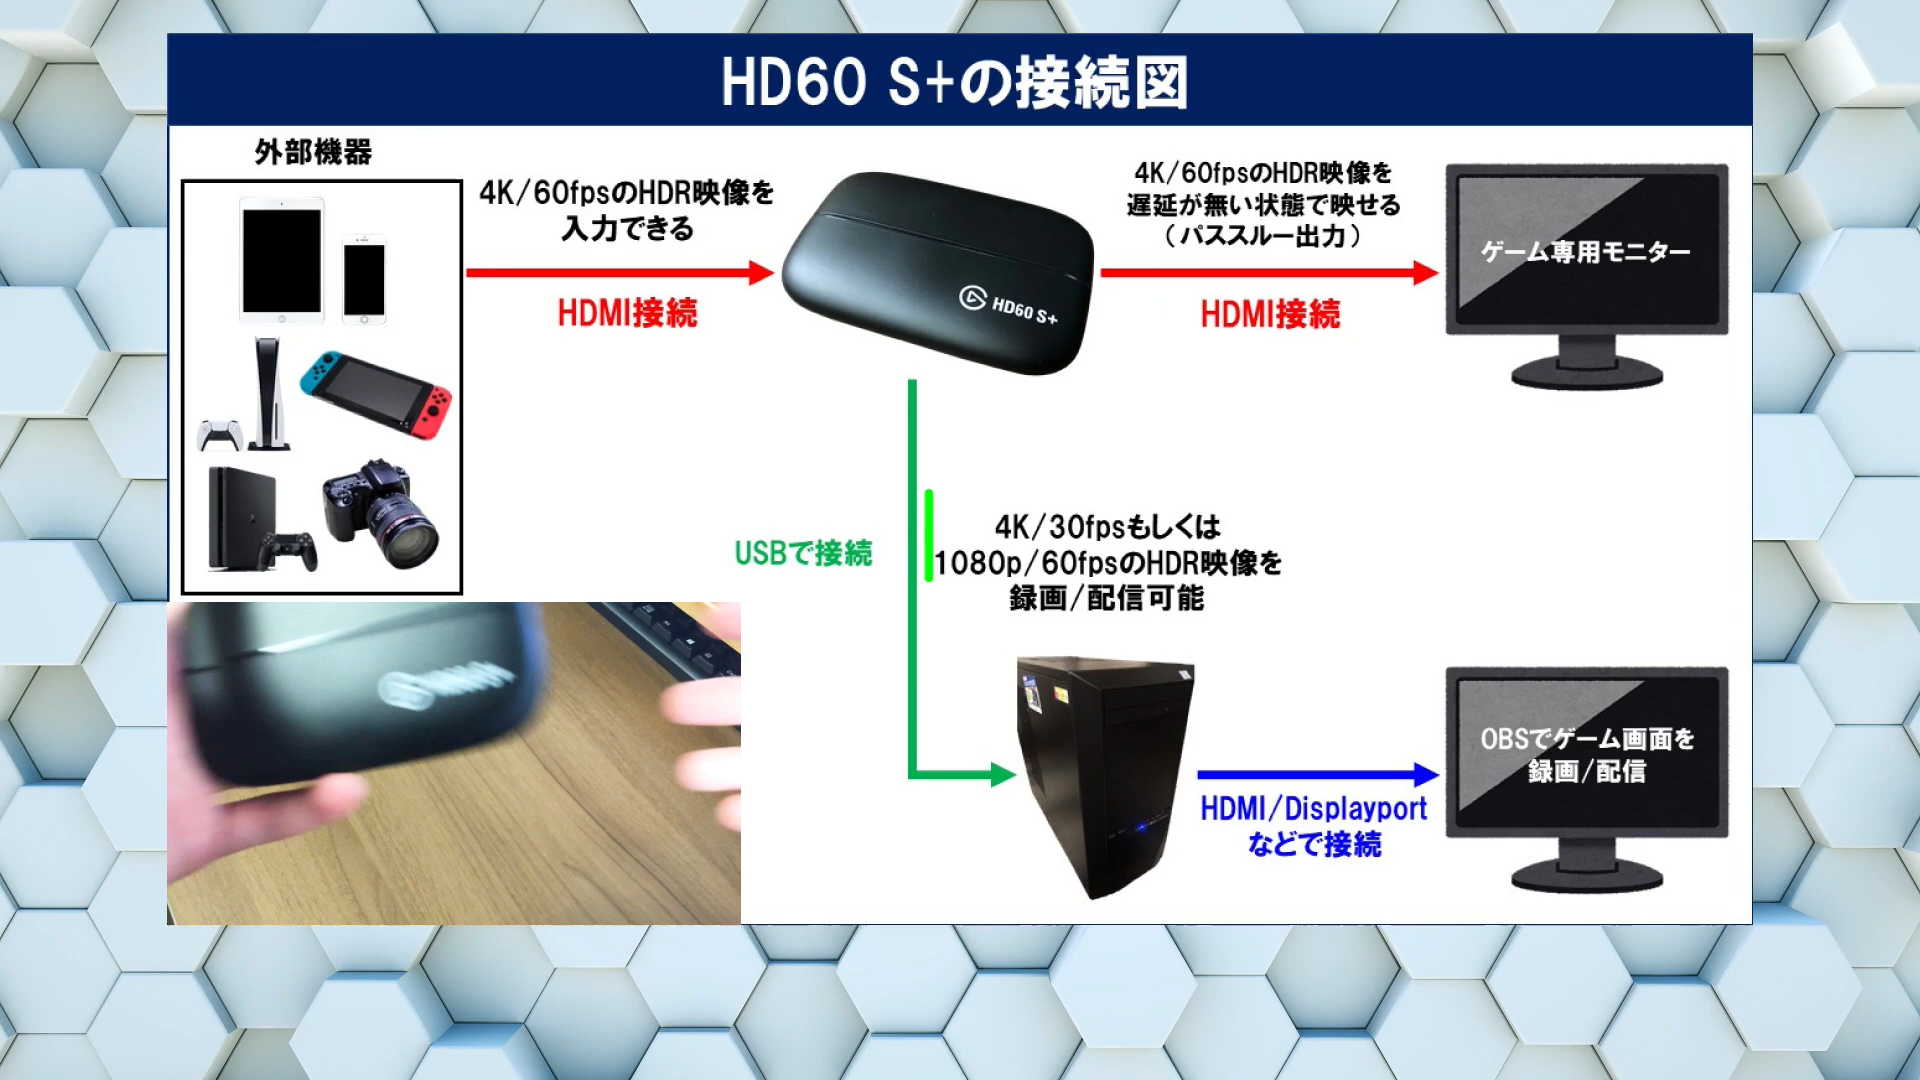 HD60 S+の接続図
外部機器
4K/60fpsのHDR映像を
入力できる
HDMI接続
HD60 S+
4K/60fpsのHDR映像を
遅延が無い状態で映せる
(パススルー出力)
HDMI接続
ゲーム専用モニター
USBで接続
4K/30fpsもしくは
1080p/60fpsのHDR映像を
録画/配信可能
HDMI/Displayport
などで接続
OBSでゲーム画面を
録画/配信